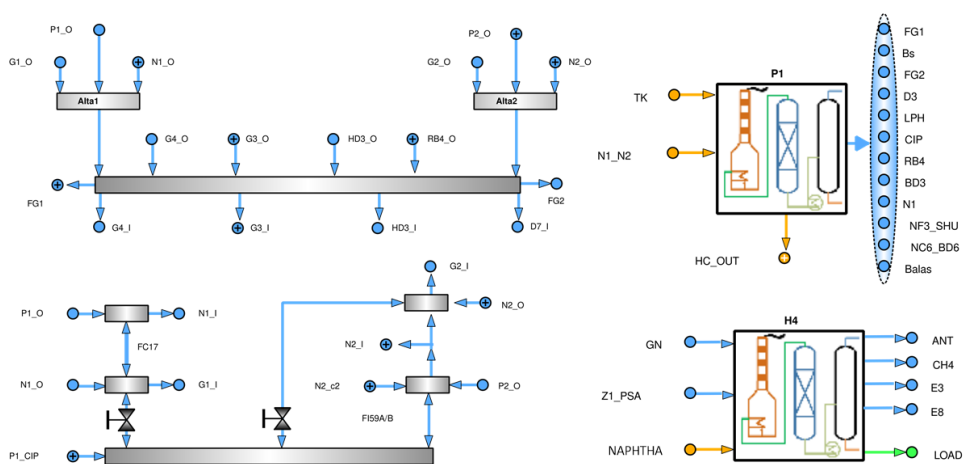 P1_O
G1_O
N1_O
Alta1
P2_O
G2_O
N2_O
Alta2
G4_O
G3_O
HD3_O
RB4_O
FG1
FG2
G4_I
G3_I
HD3_I
D7_I
G2_I
P1_O
N1_I
N2_O
FC17
N2_I
N1_O
G1_I
N2_c2
P2_O
FI59A/B
P1_CIP
P1
TK
N1_N2
HC_OUT
FG1
Bs
FG2
D3
LPH
CIP
RB4
BD3
N1
NF3_SHU
NC6_BD6
Balas
H4
GN
Z1_PSA
NAPHTHA
ANT
CH4
E3
E8
LOAD